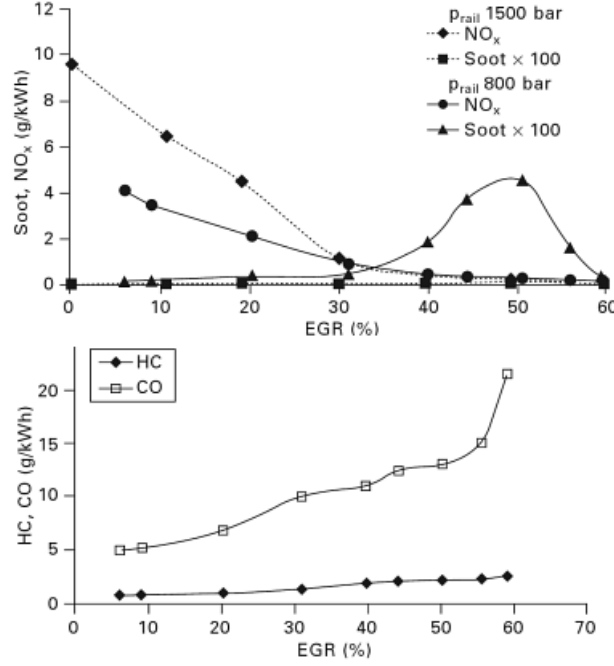 p_rail 1500 bar
NOₓ
Soot × 100
p_rail 800 bar
NOₓ
Soot × 100
Soot, NOₓ (g/kWh)
12
10
8
6
4
2
0
0 10 20 30 40 50 60
EGR (%)
HC
CO
HC, CO (g/kWh)
20
15
10
5
0
0 10 20 30 40 50 60 70
EGR (%)